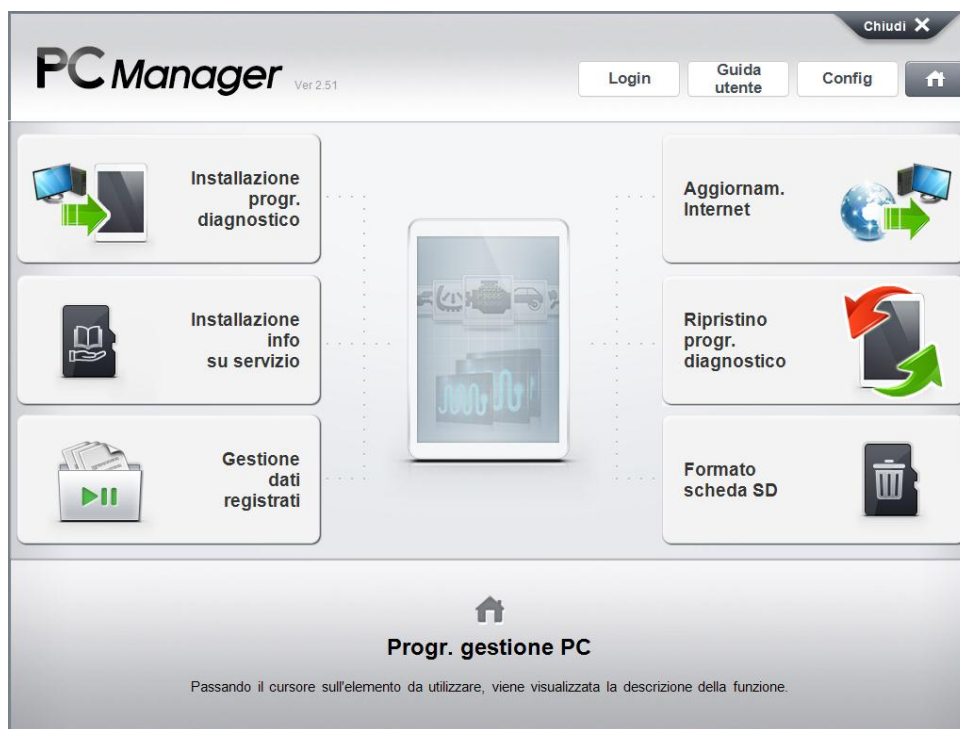 Chiudi
PC Manager Ver 2.51
Login
Guida
utente
Config
Installazione
progr.
diagnostico
Aggiornam.
Internet
Installazione
info
su servizio
Ripristino
progr.
diagnostico
Gestione
dati
registrati
Formato
scheda SD
Progr. gestione PC
Passando il cursore sull'elemento da utilizzare, viene visualizzata la descrizione della funzione.